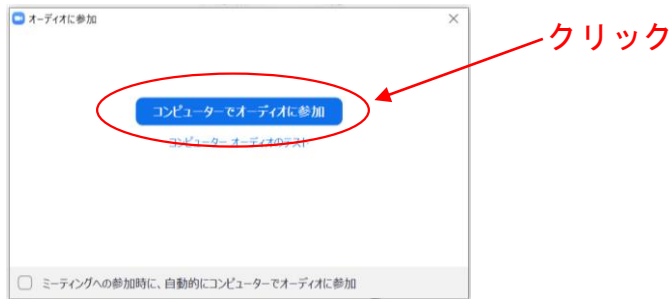 オーディオに参加
クリック
コンピューターでオーディオに参加
コンピューター オーディオのテスト
ミーティングへの参加時に、自動的にコンピューターでオーディオに参加